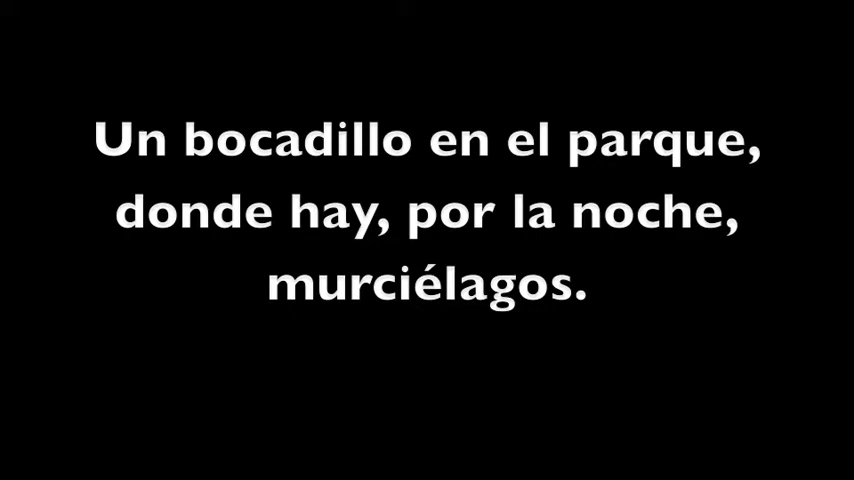 Un bocadillo en el parque,
donde hay, por la noche,
murciélagos.